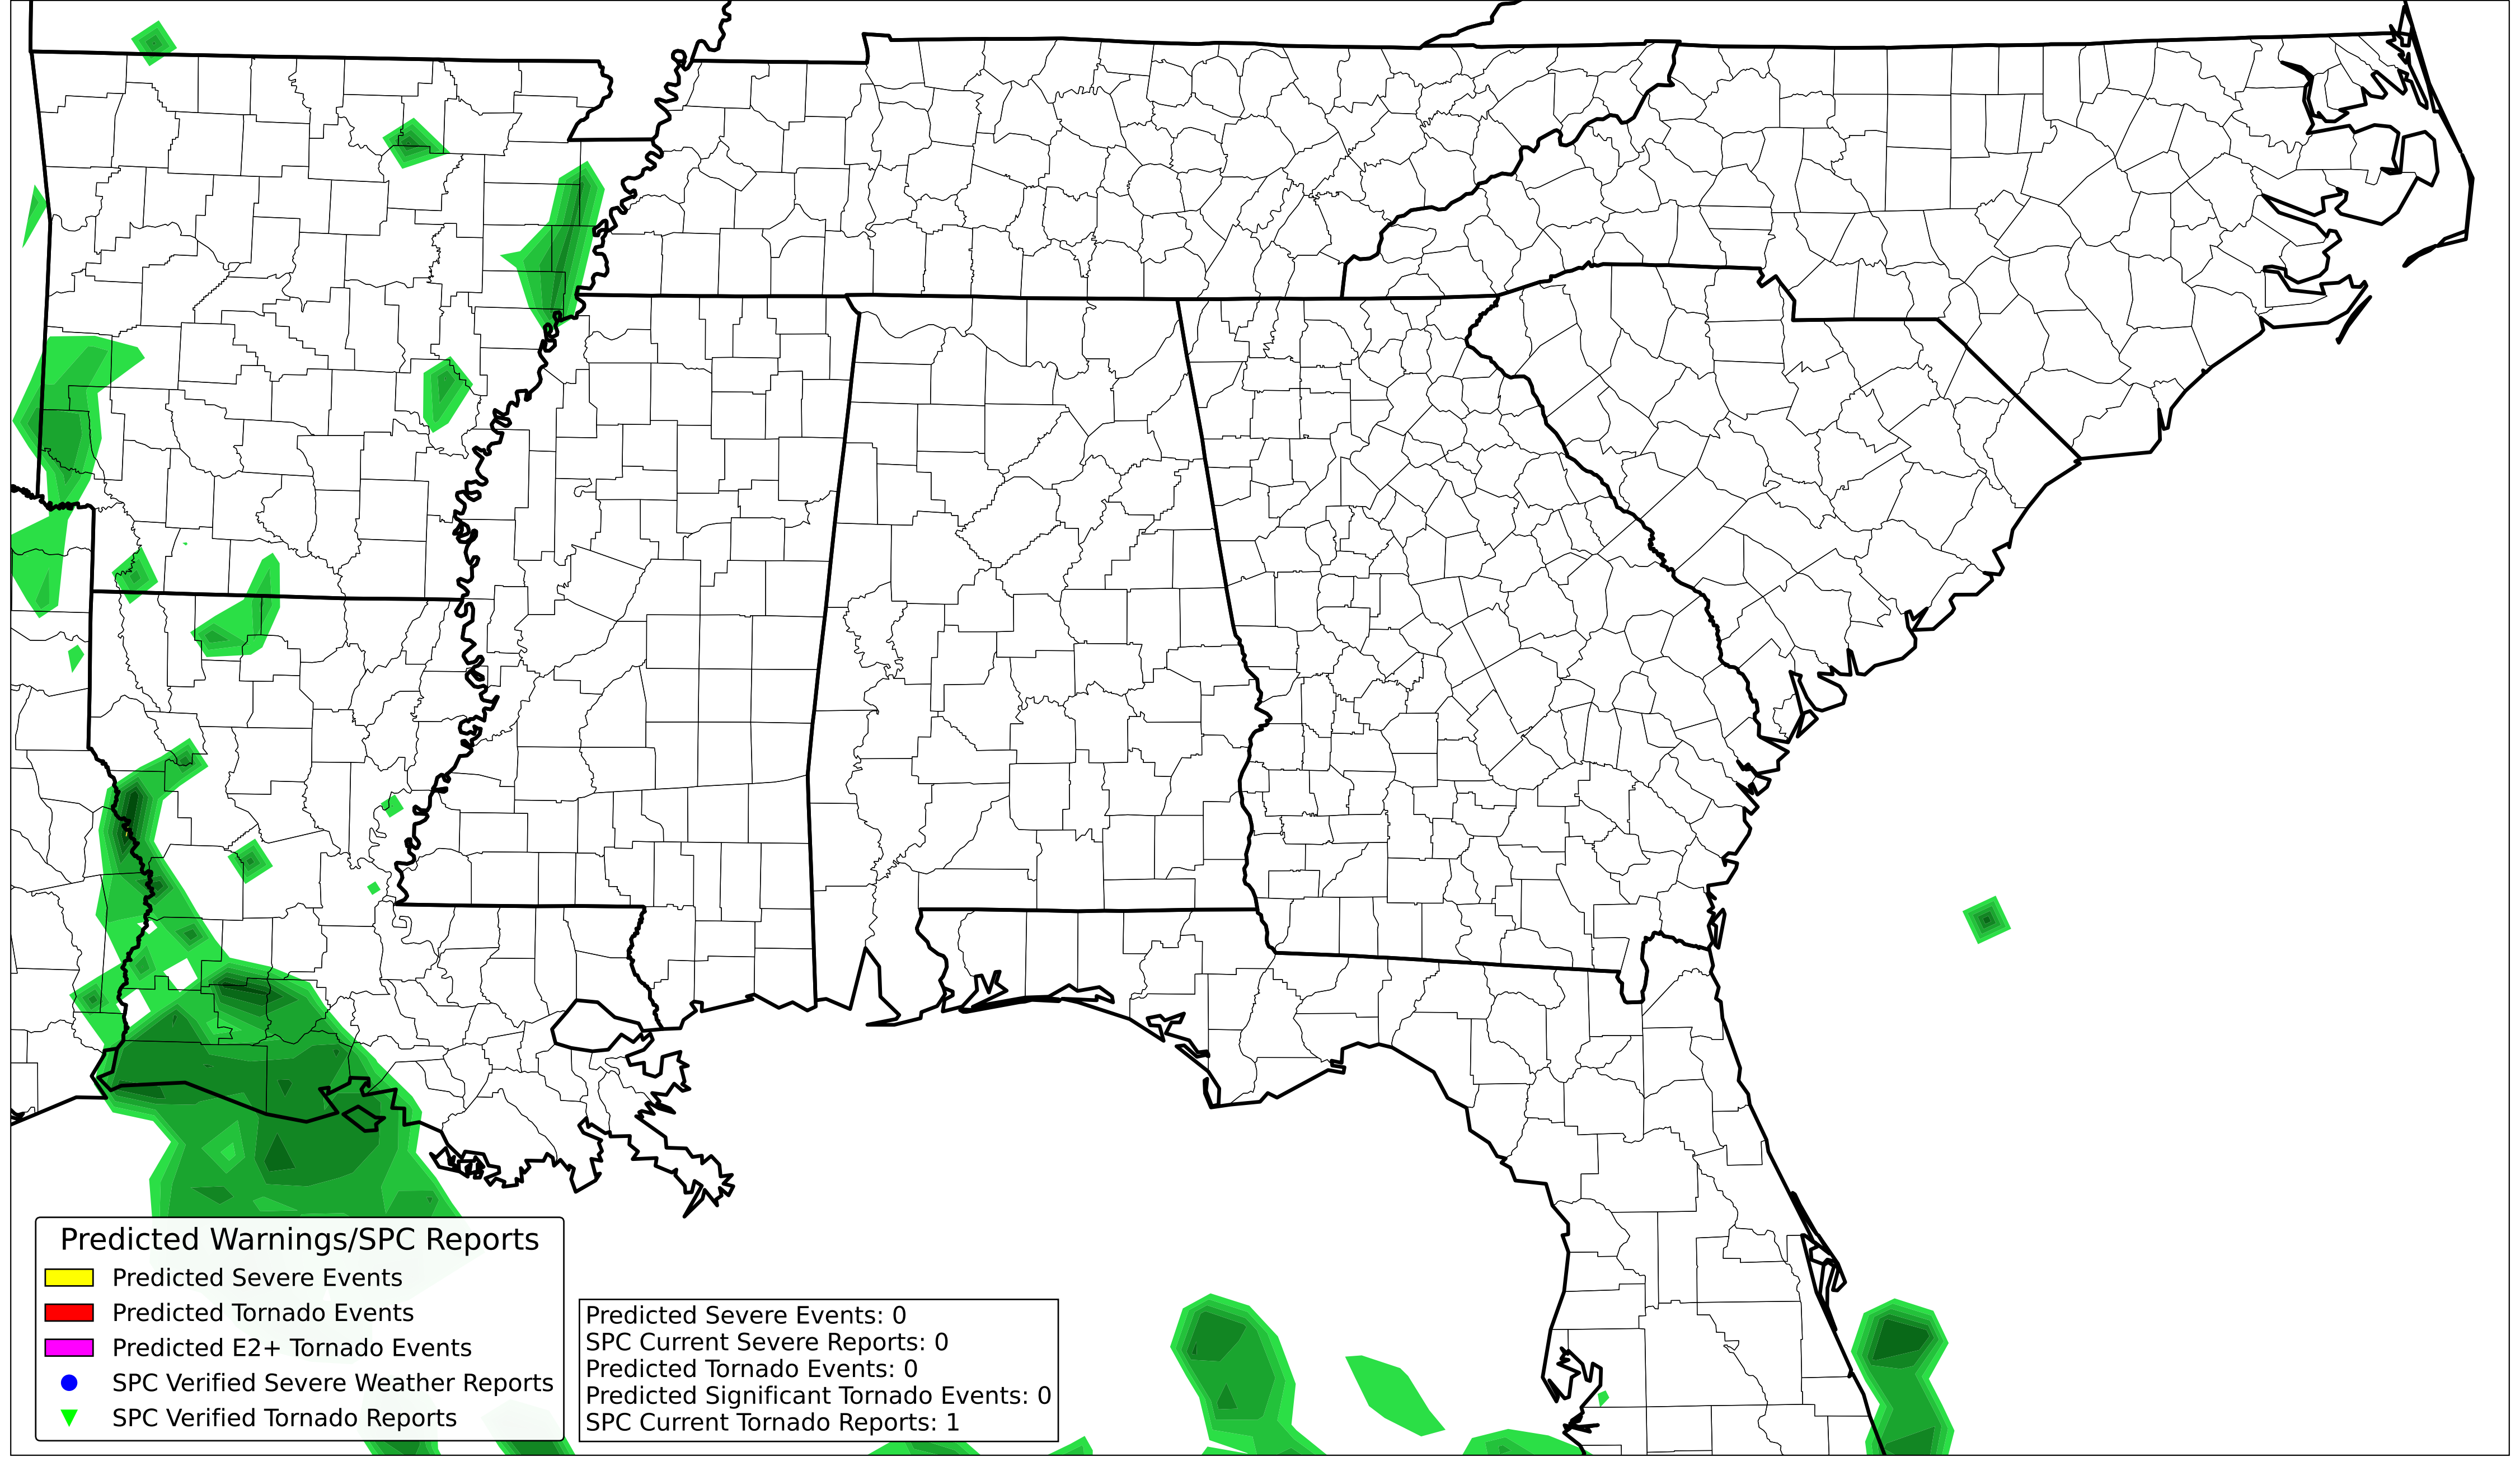 Predicted Warnings/SPC Reports
Predicted Severe Events
Predicted Tornado Events
Predicted E2+ Tornado Events
SPC Verified Severe Weather Reports
SPC Verified Tornado Reports
Predicted Severe Events: 0
SPC Current Severe Reports: 0
Predicted Tornado Events: 0
Predicted Significant Tornado Events: 0
SPC Current Tornado Reports: 1